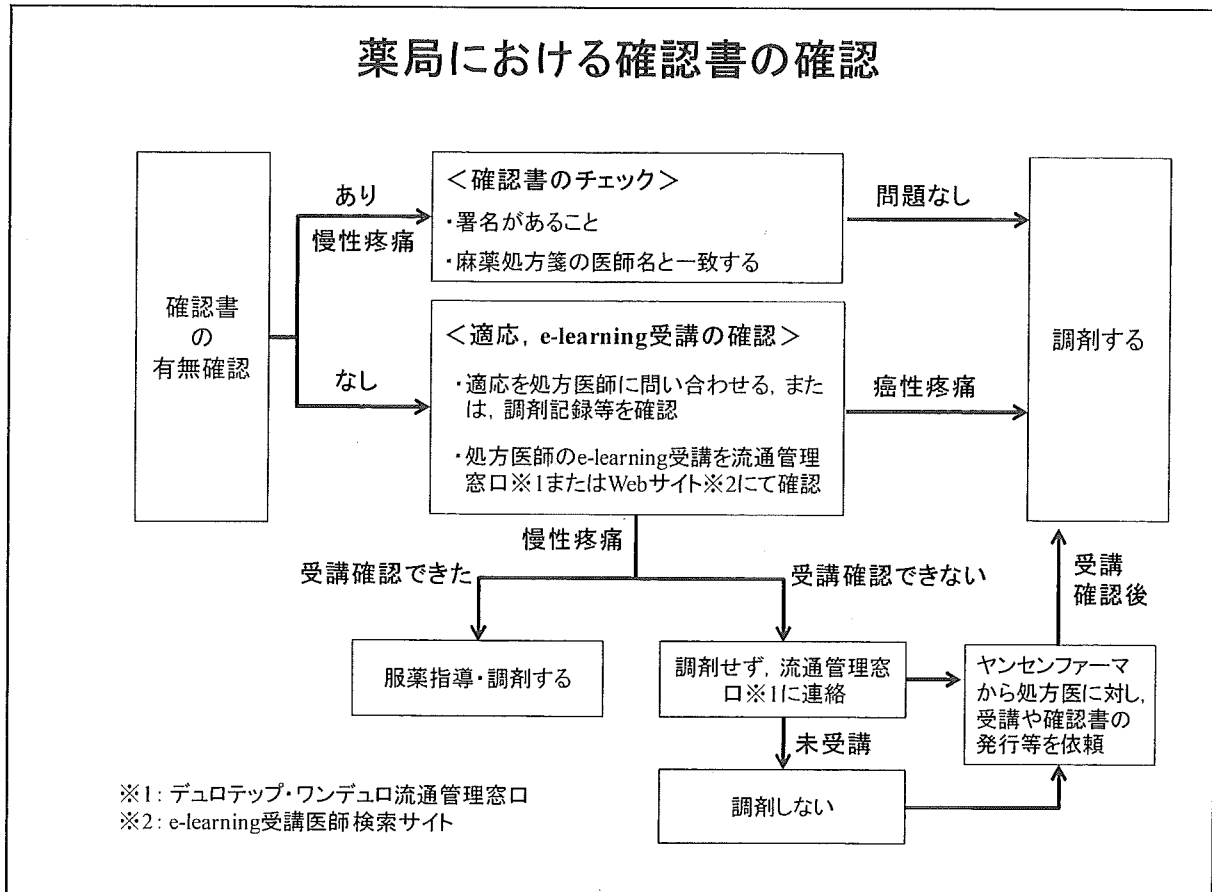 薬局における確認書の確認
確認書
の
有無確認
あり
慢性疼痛
なし
＜確認書のチェック＞
・署名があること
・麻薬処方箋の医師名と一致する
問題なし
＜適応, e-learning受講の確認＞
・適応を処方医師に問い合わせる, また
は, 調剤記録等を確認
・処方医師のe-learning受講を流通管理
窓口※1またはWebサイト※2にて確認
癌性疼痛
調剤する
慢性疼痛
受講確認できた
受講確認できない
受講
確認後
服薬指導・調剤する
調剤せず, 流通管理窓
口※1に連絡
ヤンセンファーマ
から処方医に対し,
受講や確認書の
発行等を依頼
未受講
調剤しない
※1: デュロテップ・ワンデュロ流通管理窓口
※2: e-learning受講医師検索サイト